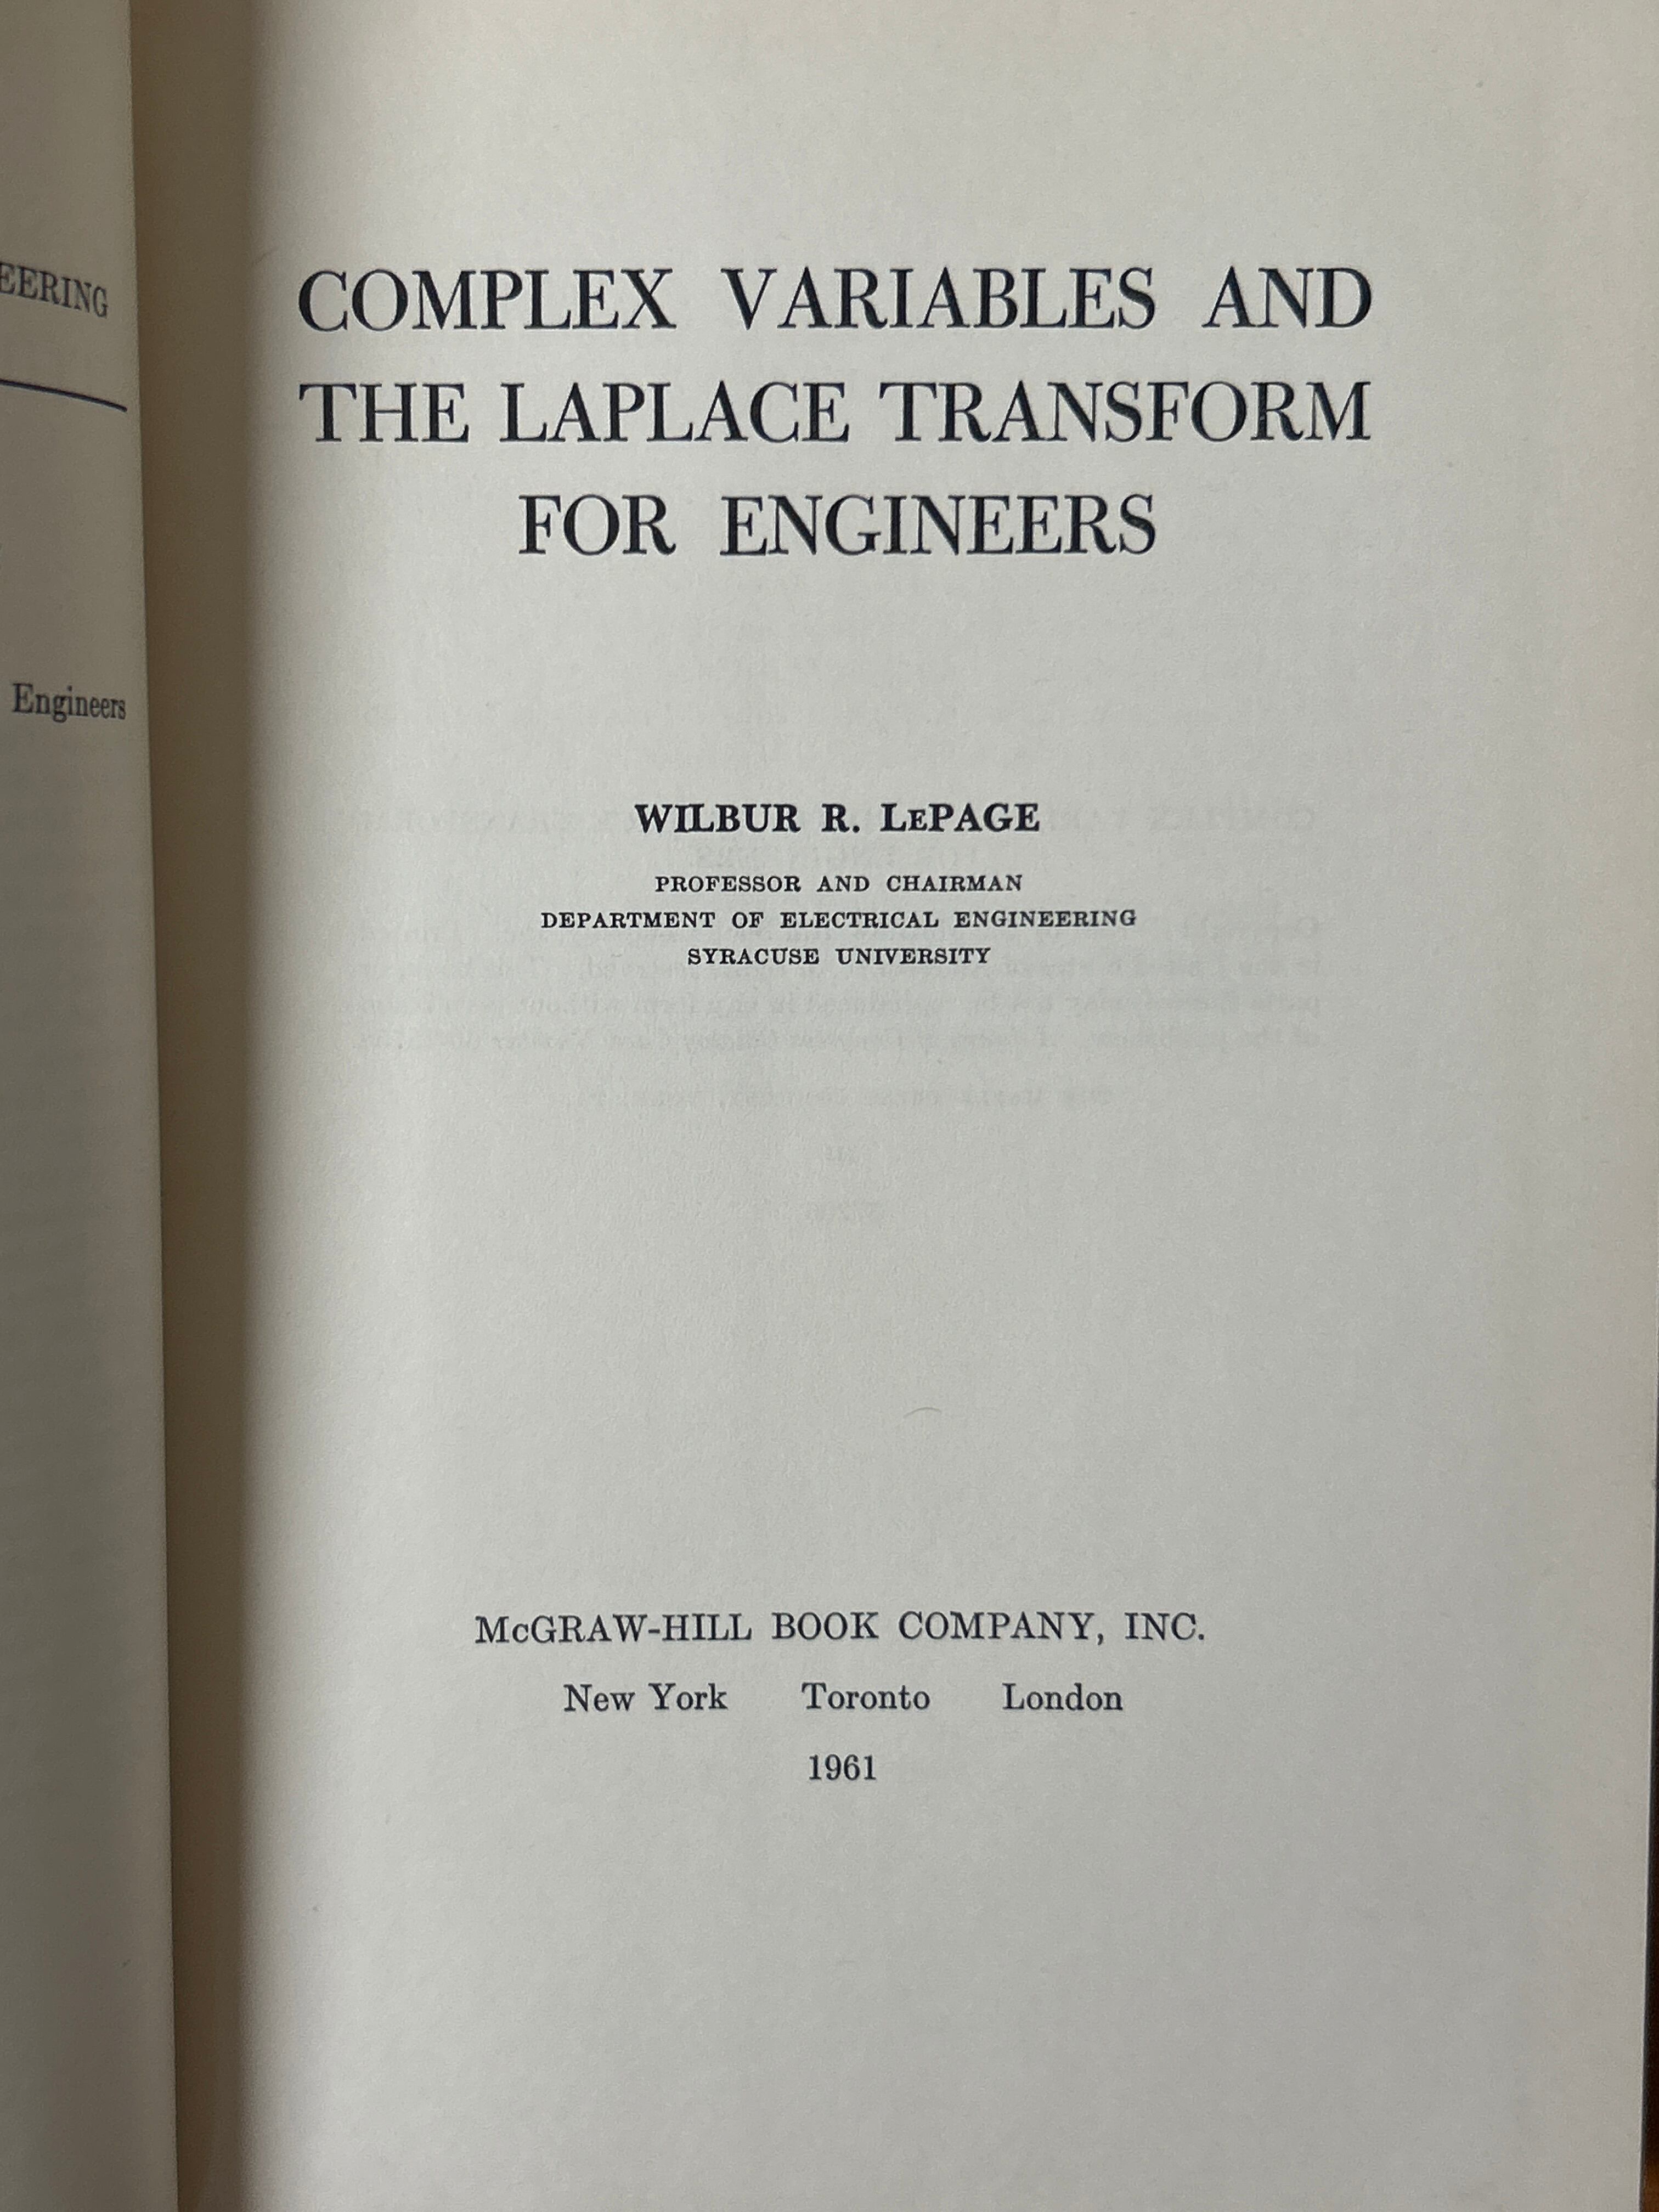 EERING
Engineers
COMPLEX VARIABLES AND
THE LAPLACE TRANSFORM
FOR ENGINEERS
WILBUR R. LePAGE
PROFESSOR AND CHAIRMAN
DEPARTMENT OF ELECTRICAL ENGINEERING
SYRACUSE UNIVERSITY
McGRAW-HILL BOOK COMPANY, INC.
New York Toronto London
1961